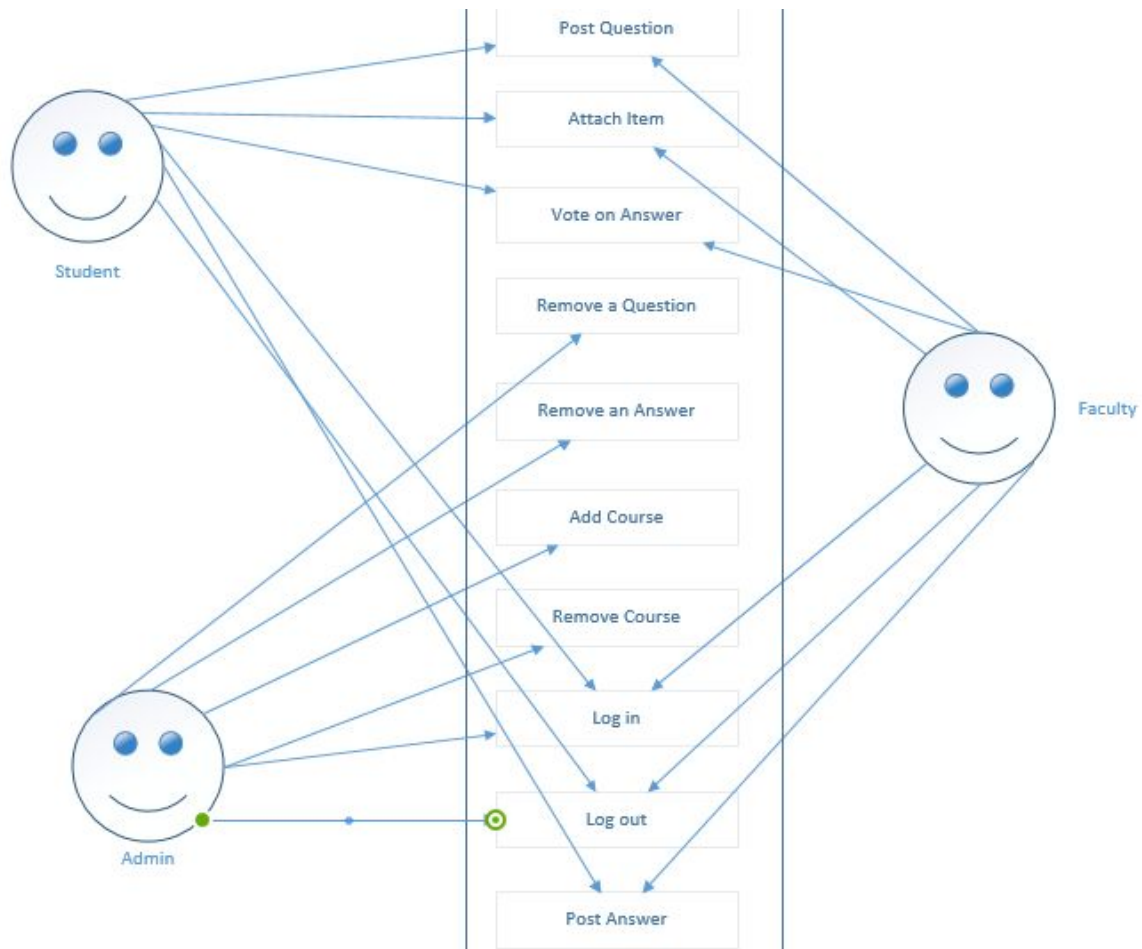 Post Question
Attach Item
Vote on Answer
Student
Remove a Question
Remove an Answer
Faculty
Add Course
Remove Course
Log in
Log out
Admin
Post Answer